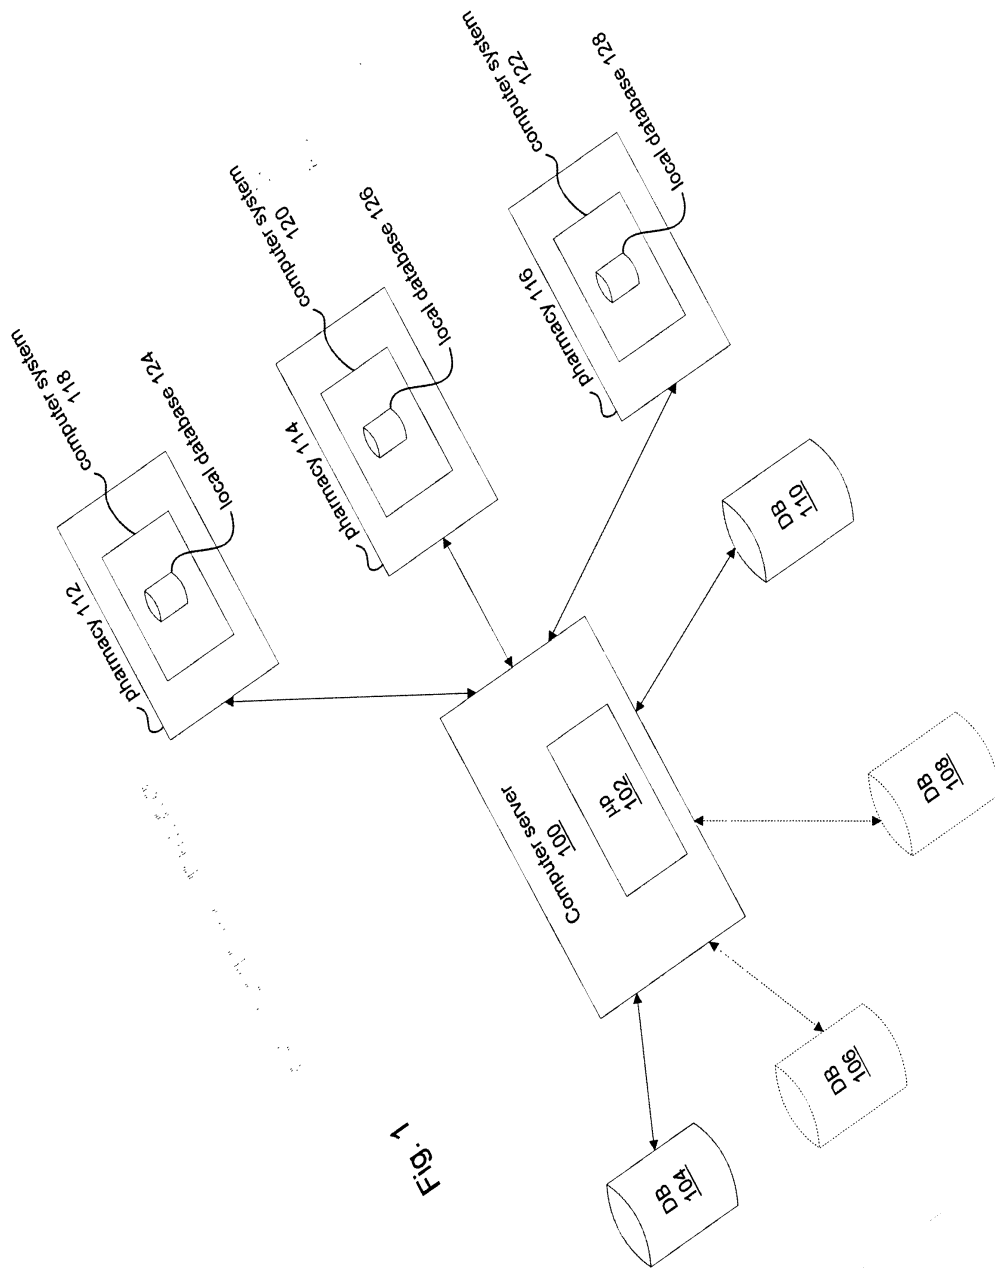 computer system
118
local database 124
pharmacy 112
computer system
120
local database 126
pharmacy 114
computer system
122
local database 128
pharmacy 116
Computer server
100
µp
102
DB
104
DB
106
DB
108
DB
110
Fig. 1